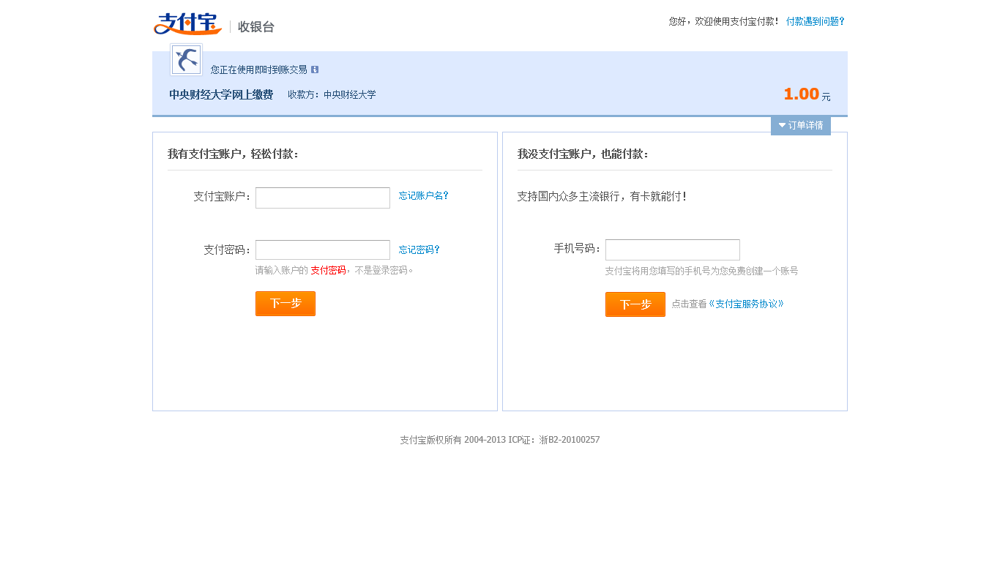 支付宝 收银台
您好，欢迎使用支付宝付款！ 付款遇到问题？
您正在使用即时到账交易
中央财经大学网上缴费 收款方：中央财经大学 1.00 元
订单详情
我有支付宝账户，轻松付款：
支付宝账户： 忘记账户名？
支付密码： 忘记密码？
请输入账户的 支付密码，不是登录密码。
下一步
我没支付宝账户，也能付款：
支持国内众多主流银行，有卡就能付！
手机号码：
支付宝将用您填写的手机号为您免费创建一个账号
下一步 点击查看《支付宝服务协议》
支付宝版权所有 2004-2013 ICP证：浙B2-20100257